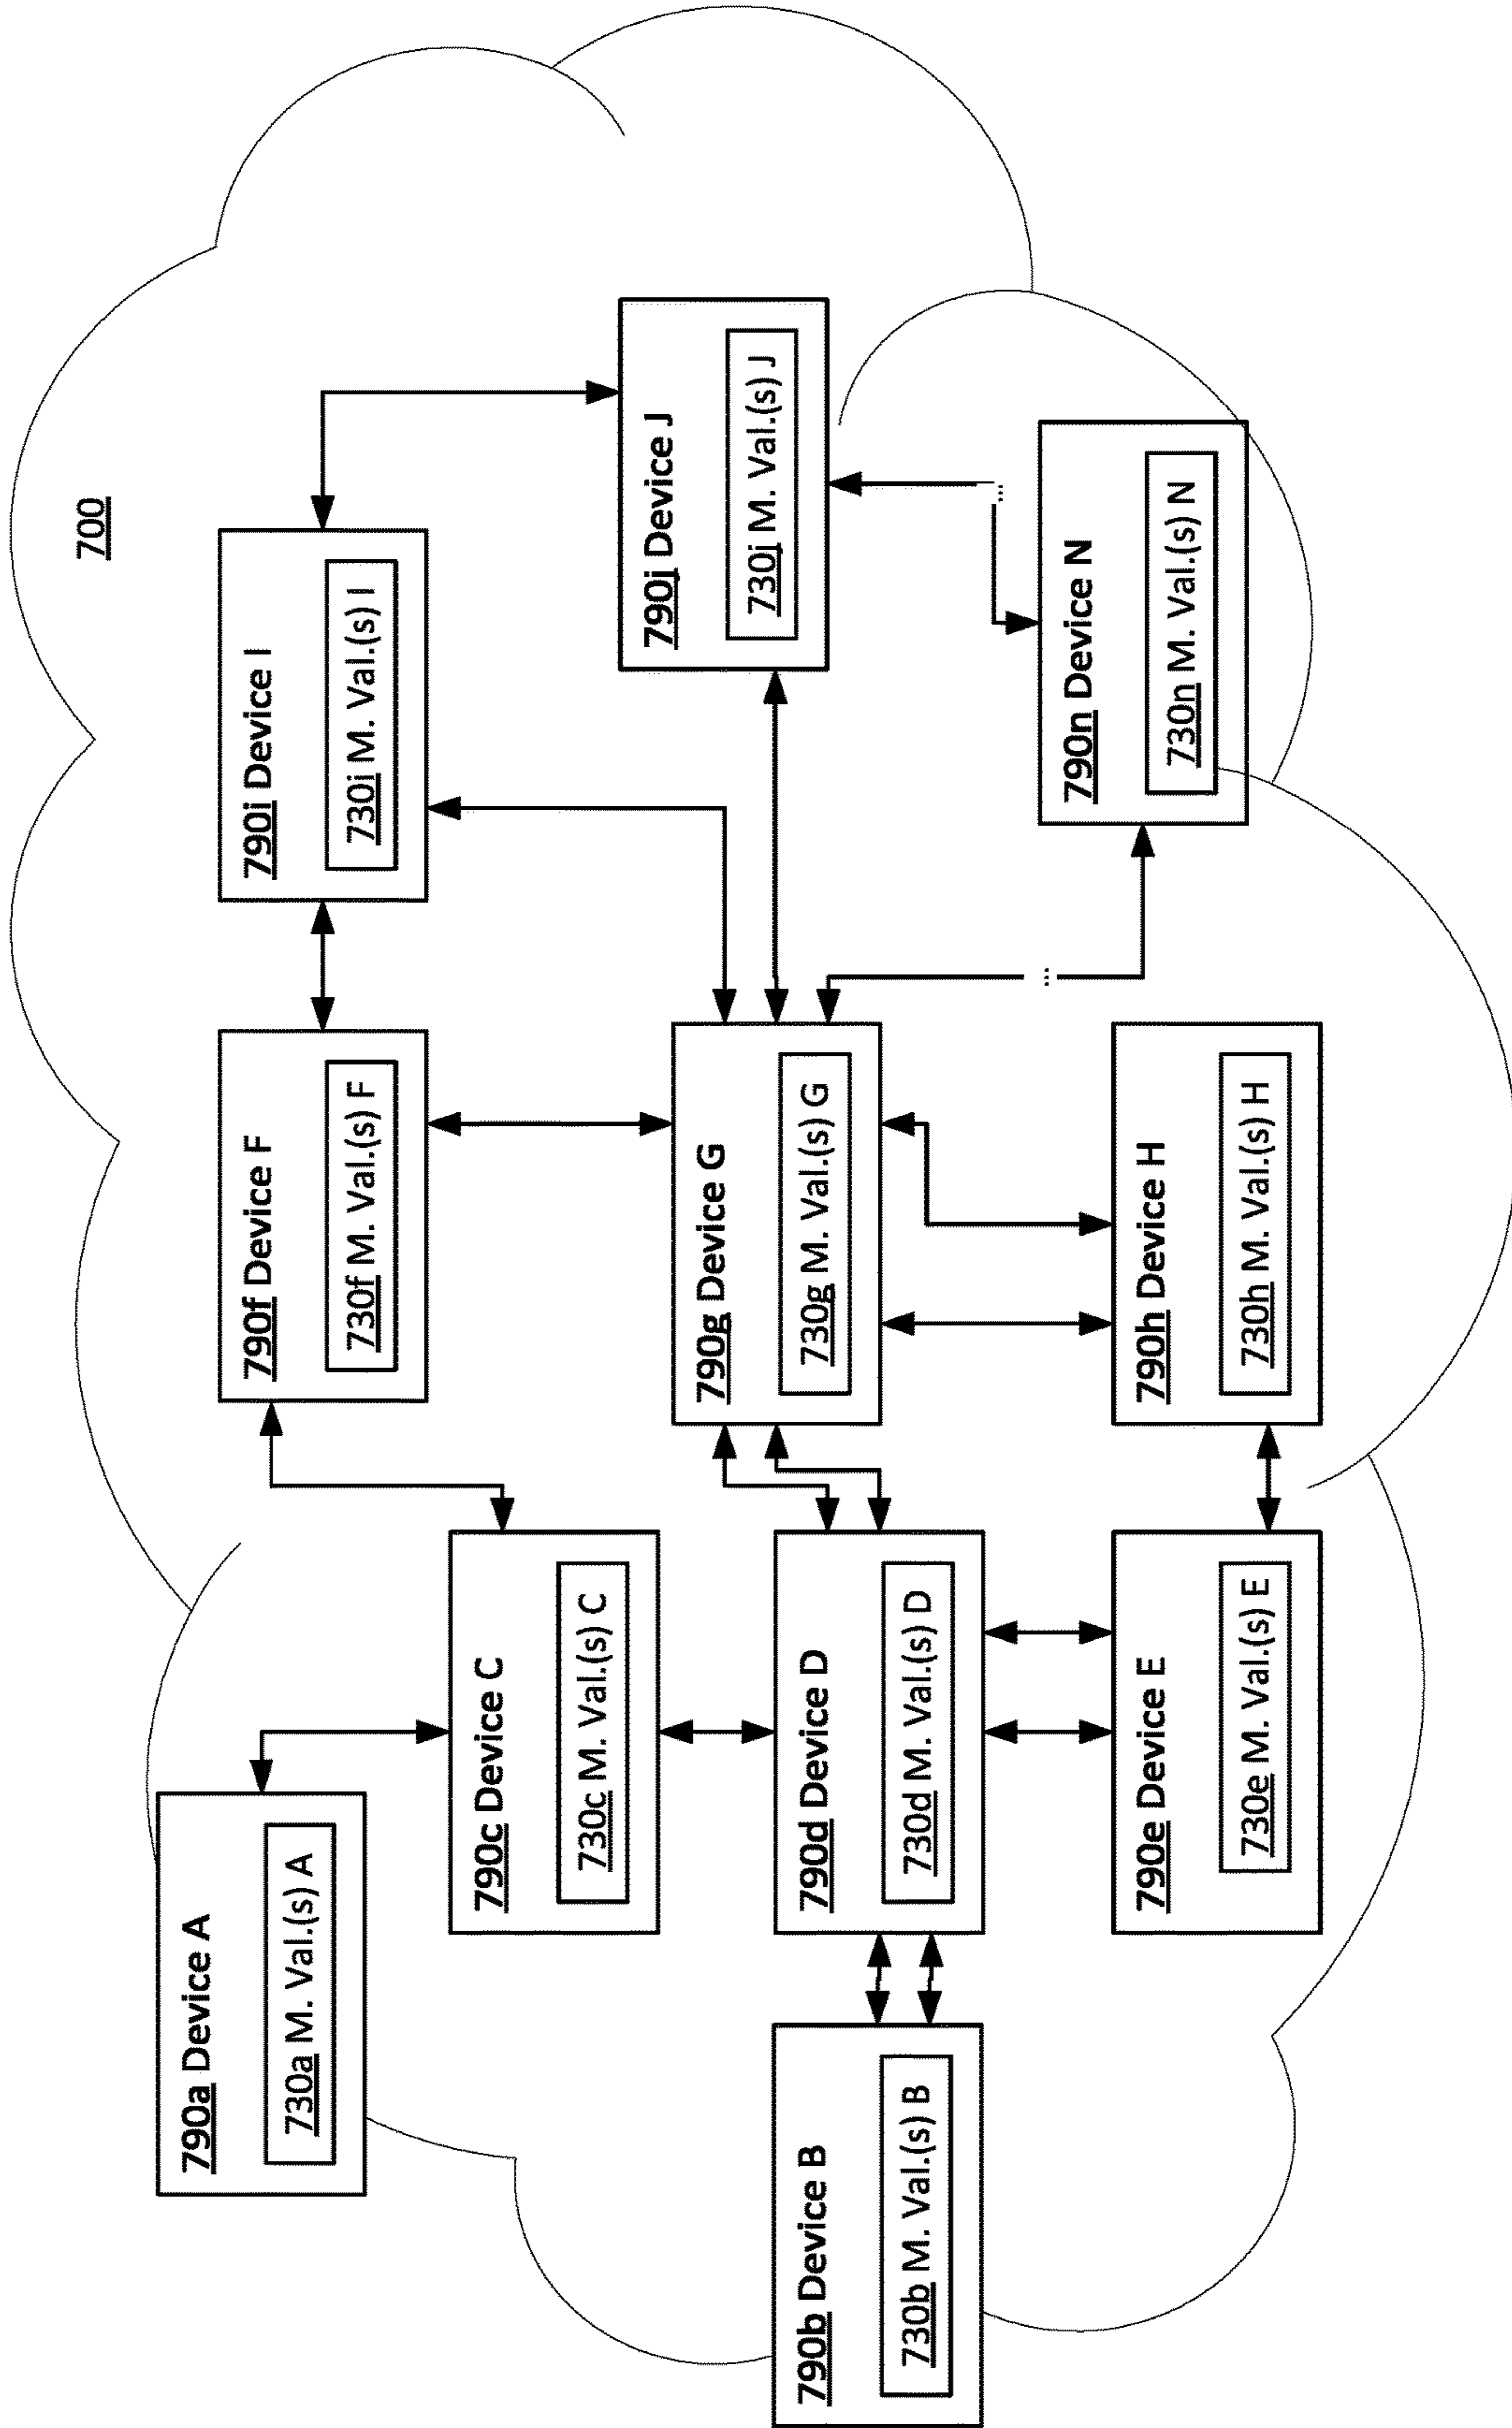 700
790a Device A
730a M. Val.(s) A
790b Device B
730b M. Val.(s) B
790c Device C
730c M. Val.(s) C
790d Device D
730d M. Val.(s) D
790e Device E
730e M. Val.(s) E
790f Device F
730f M. Val.(s) F
790g Device G
730g M. Val.(s) G
790h Device H
730h M. Val.(s) H
790i Device I
730i M. Val.(s) I
790j Device J
730j M. Val.(s) J
...
...
790n Device N
730n M. Val.(s) N